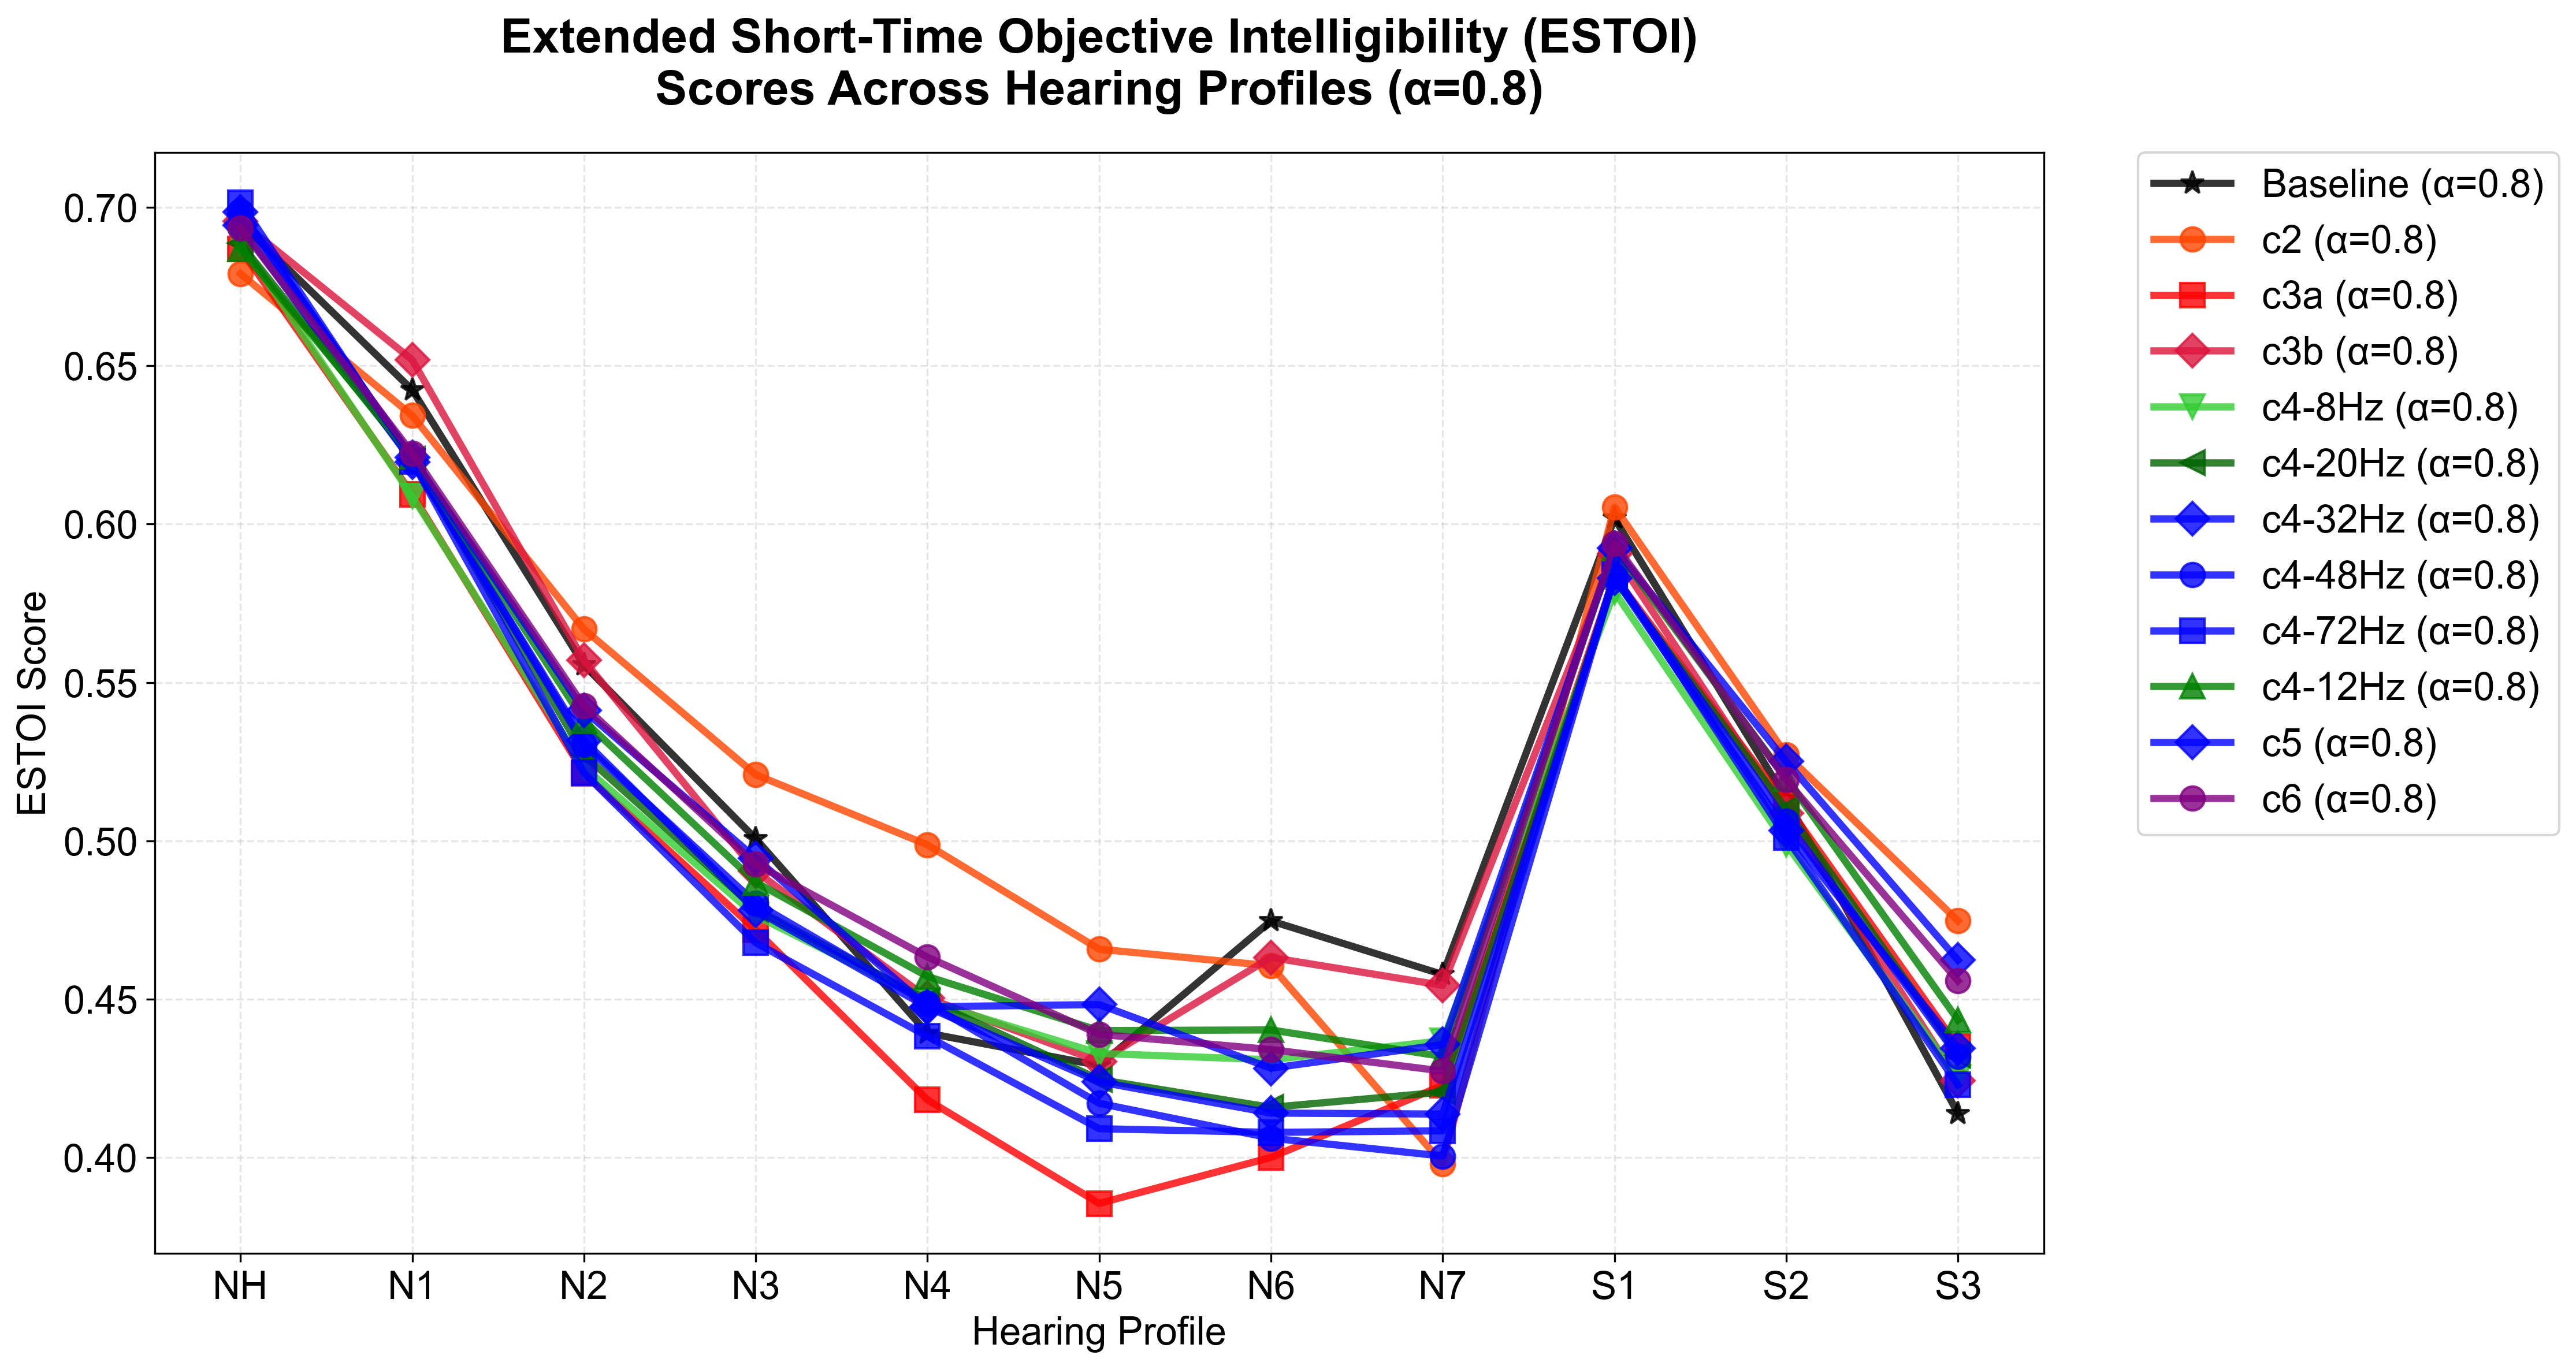 Extended Short-Time Objective Intelligibility (ESTOI)
Scores Across Hearing Profiles (α=0.8)
ESTOI Score
0.70
0.65
0.60
0.55
0.50
0.45
0.40
NH N1 N2 N3 N4 N5 N6 N7 S1 S2 S3
Hearing Profile
Baseline (α=0.8)
c2 (α=0.8)
c3a (α=0.8)
c3b (α=0.8)
c4-8Hz (α=0.8)
c4-20Hz (α=0.8)
c4-32Hz (α=0.8)
c4-48Hz (α=0.8)
c4-72Hz (α=0.8)
c4-12Hz (α=0.8)
c5 (α=0.8)
c6 (α=0.8)